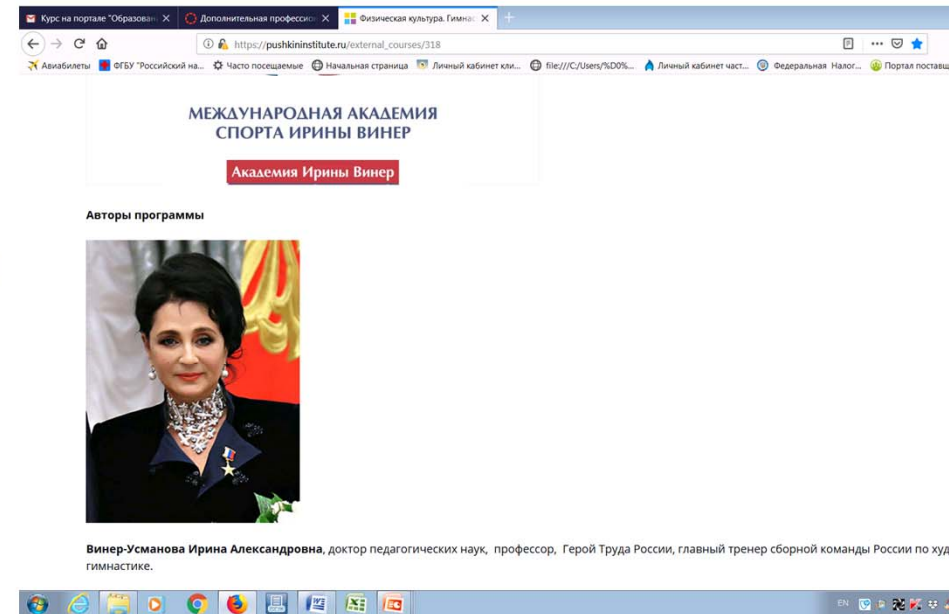 Курс на портале "Образован
Дополнительная профессион
Физическая культура. Гимнас
https://pushkininstitute.ru/external_courses/318
Авиабилеты ФГБУ "Российский на... Часто посещаемые Начальная страница Личный кабинет кли... file:///C:/Users/%D0%... Личный кабинет част... Федеральная Налог... Портал поставщ
МЕЖДУНАРОДНАЯ АКАДЕМИЯ
СПОРТА ИРИНЫ ВИНЕР
Академия Ирины Винер
Авторы программы
Винер-Усманова Ирина Александровна, доктор педагогических наук, профессор, Герой Труда России, главный тренер сборной команды России по худ
гимнастике.
EN